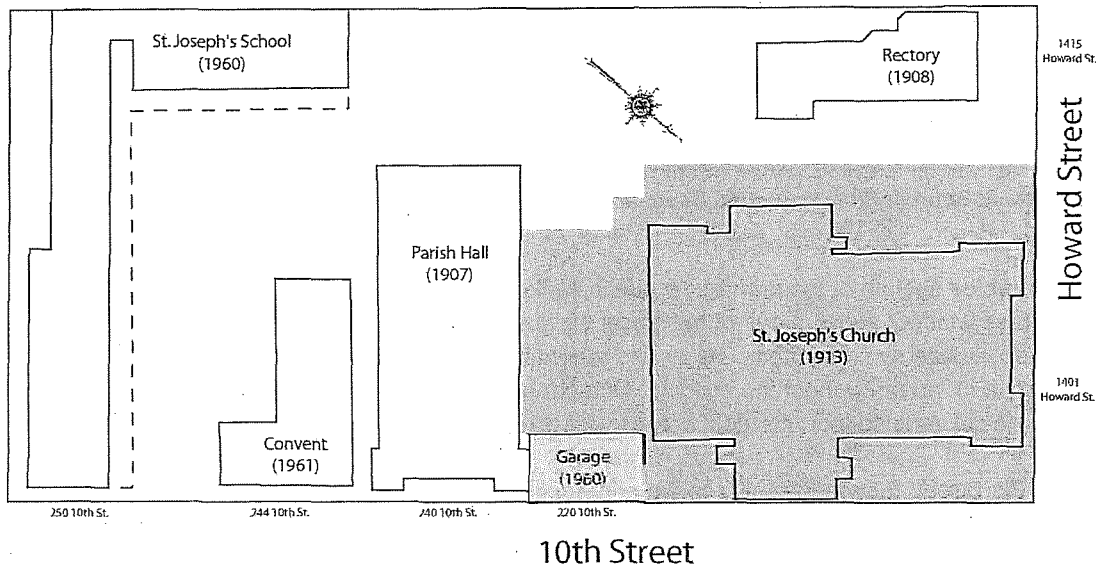 St. Joseph's School
(1960)
Rectory
(1908)
1415
Howard St.
Howard Street
Parish Hall
(1907)
St. Joseph's Church
(1913)
1401
Howard St.
Convent
(1961)
Garage
(1960)
250 10th St.
244 10th St.
240 10th St.
220 10th St.
10th Street